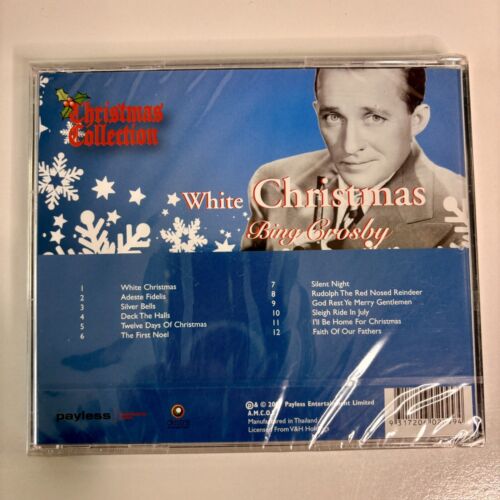 Christmas
Collection
White Christmas
Bing Crosby
1 White Christmas
2 Adeste Fidelis
3 Silver Bells
4 Deck The Halls
5 Twelve Days Of Christmas
6 The First Noel
7 Silent Night
8 Rudolph The Red Nosed Reindeer
9 God Rest Ye Merry Gentlemen
10 Sleigh Ride In July
11 I'll Be Home For Christmas
12 Faith Of Our Fathers
payless
℗ & © Payless Entertainment Limited
A.M.C.O.S
Manufactured in Thailand
Licensed From V&H